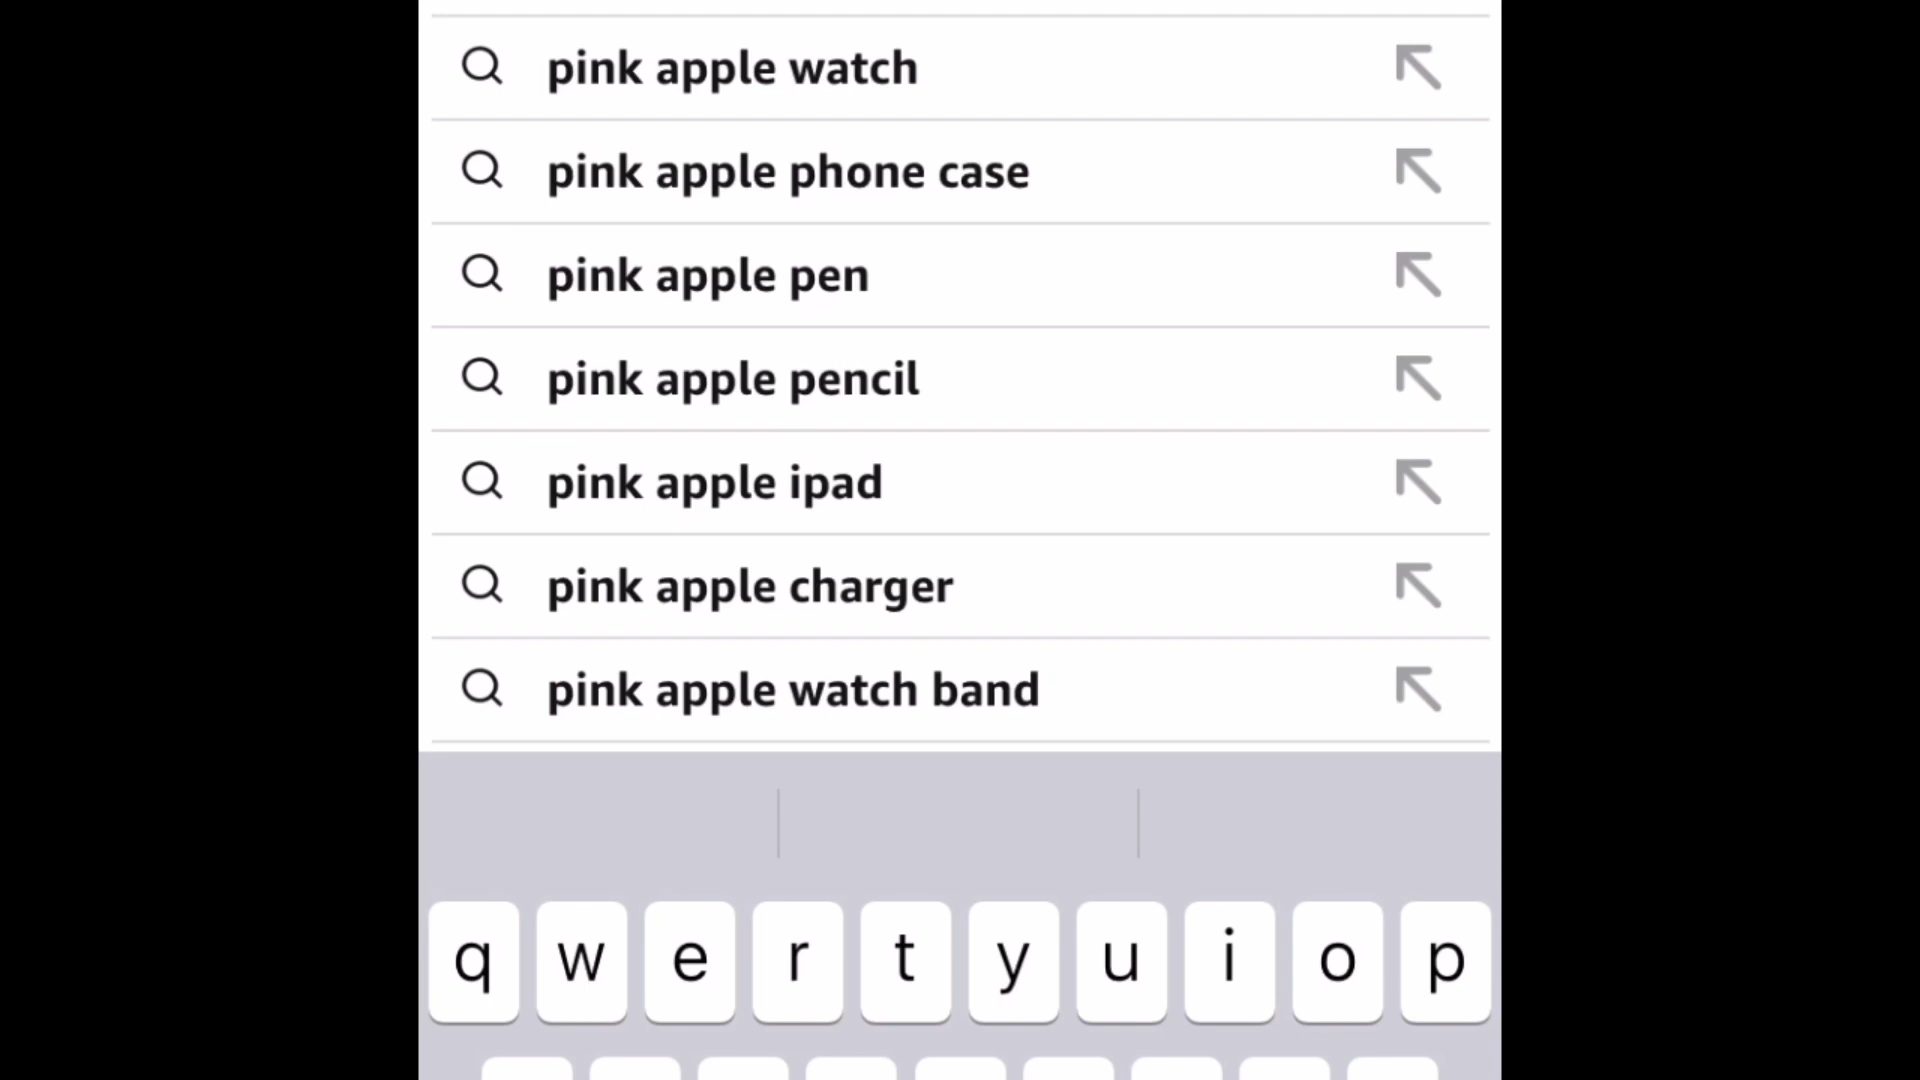 pink apple watch
pink apple phone case
pink apple pen
pink apple pencil
pink apple ipad
pink apple charger
pink apple watch band
q w e r t y u i o p